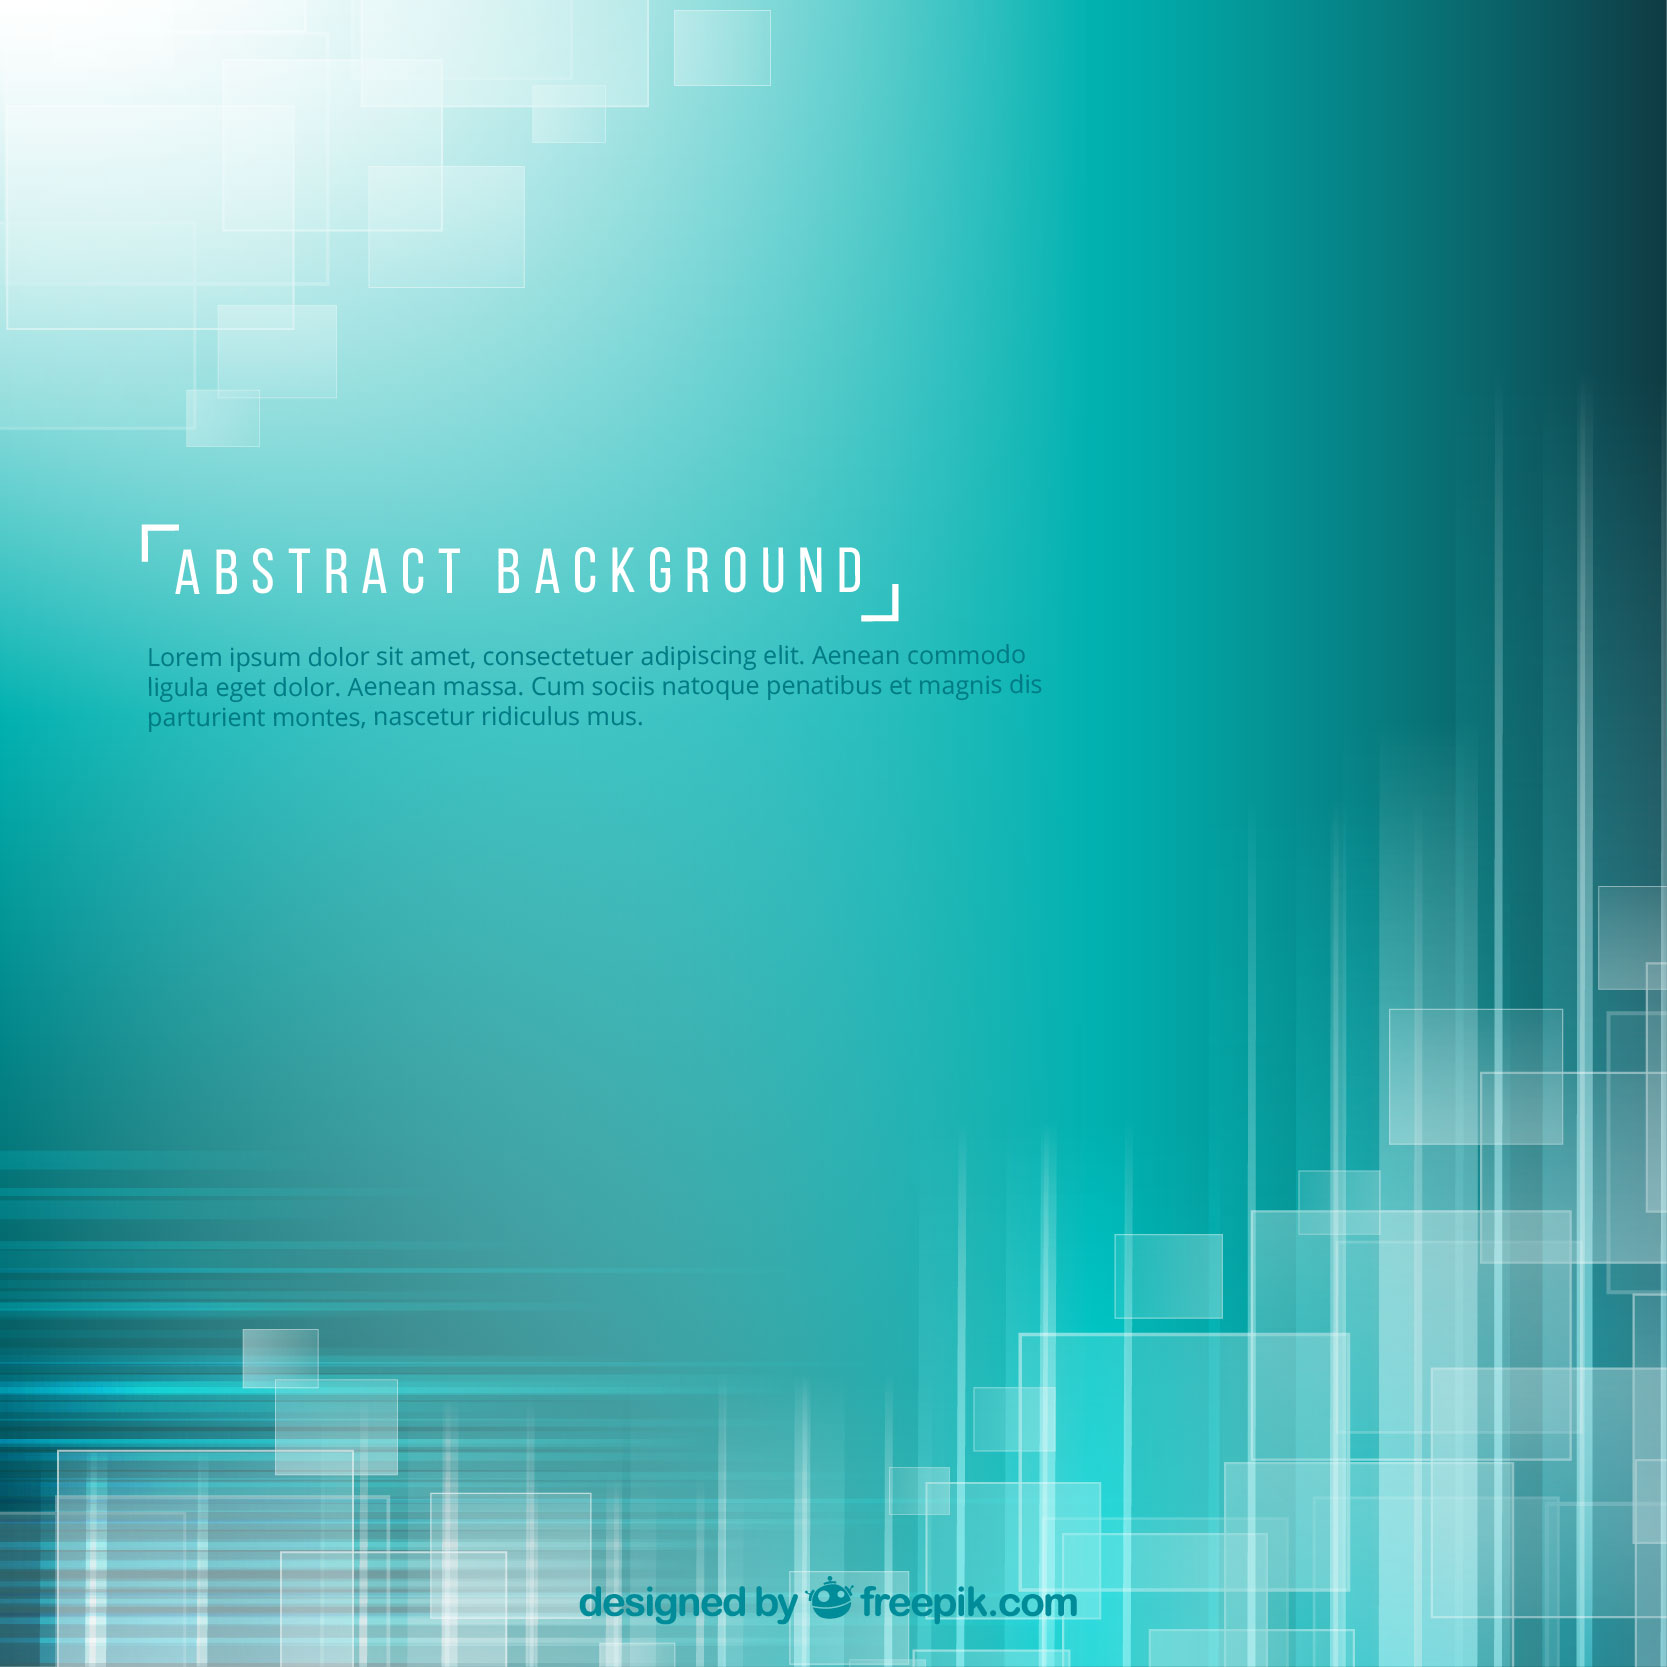 ABSTRACT BACKGROUND
Lorem ipsum dolor sit amet, consectetuer adipiscing elit. Aenean commodo
ligula eget dolor. Aenean massa. Cum sociis natoque penatibus et magnis dis
parturient montes, nascetur ridiculus mus.
designed by freepik.com